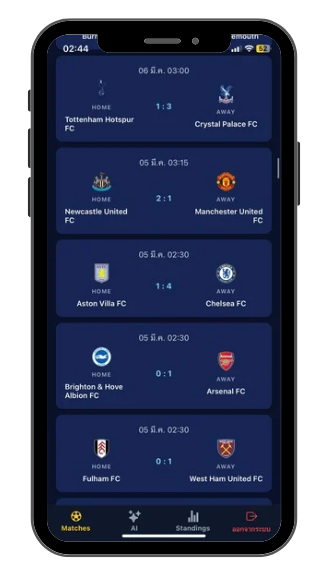 02:44
52
06 มี.ค. 03:00
HOME
1 : 3
AWAY
Tottenham Hotspur
FC
Crystal Palace FC
05 มี.ค. 03:15
HOME
2 : 1
AWAY
Newcastle United
FC
Manchester United
FC
05 มี.ค. 02:30
HOME
1 : 4
AWAY
Aston Villa FC
Chelsea FC
05 มี.ค. 02:30
HOME
0 : 1
AWAY
Brighton & Hove
Albion FC
Arsenal FC
05 มี.ค. 02:30
HOME
0 : 1
AWAY
Fulham FC
West Ham United FC
Matches
AI
Standings
ออกจากระบบ